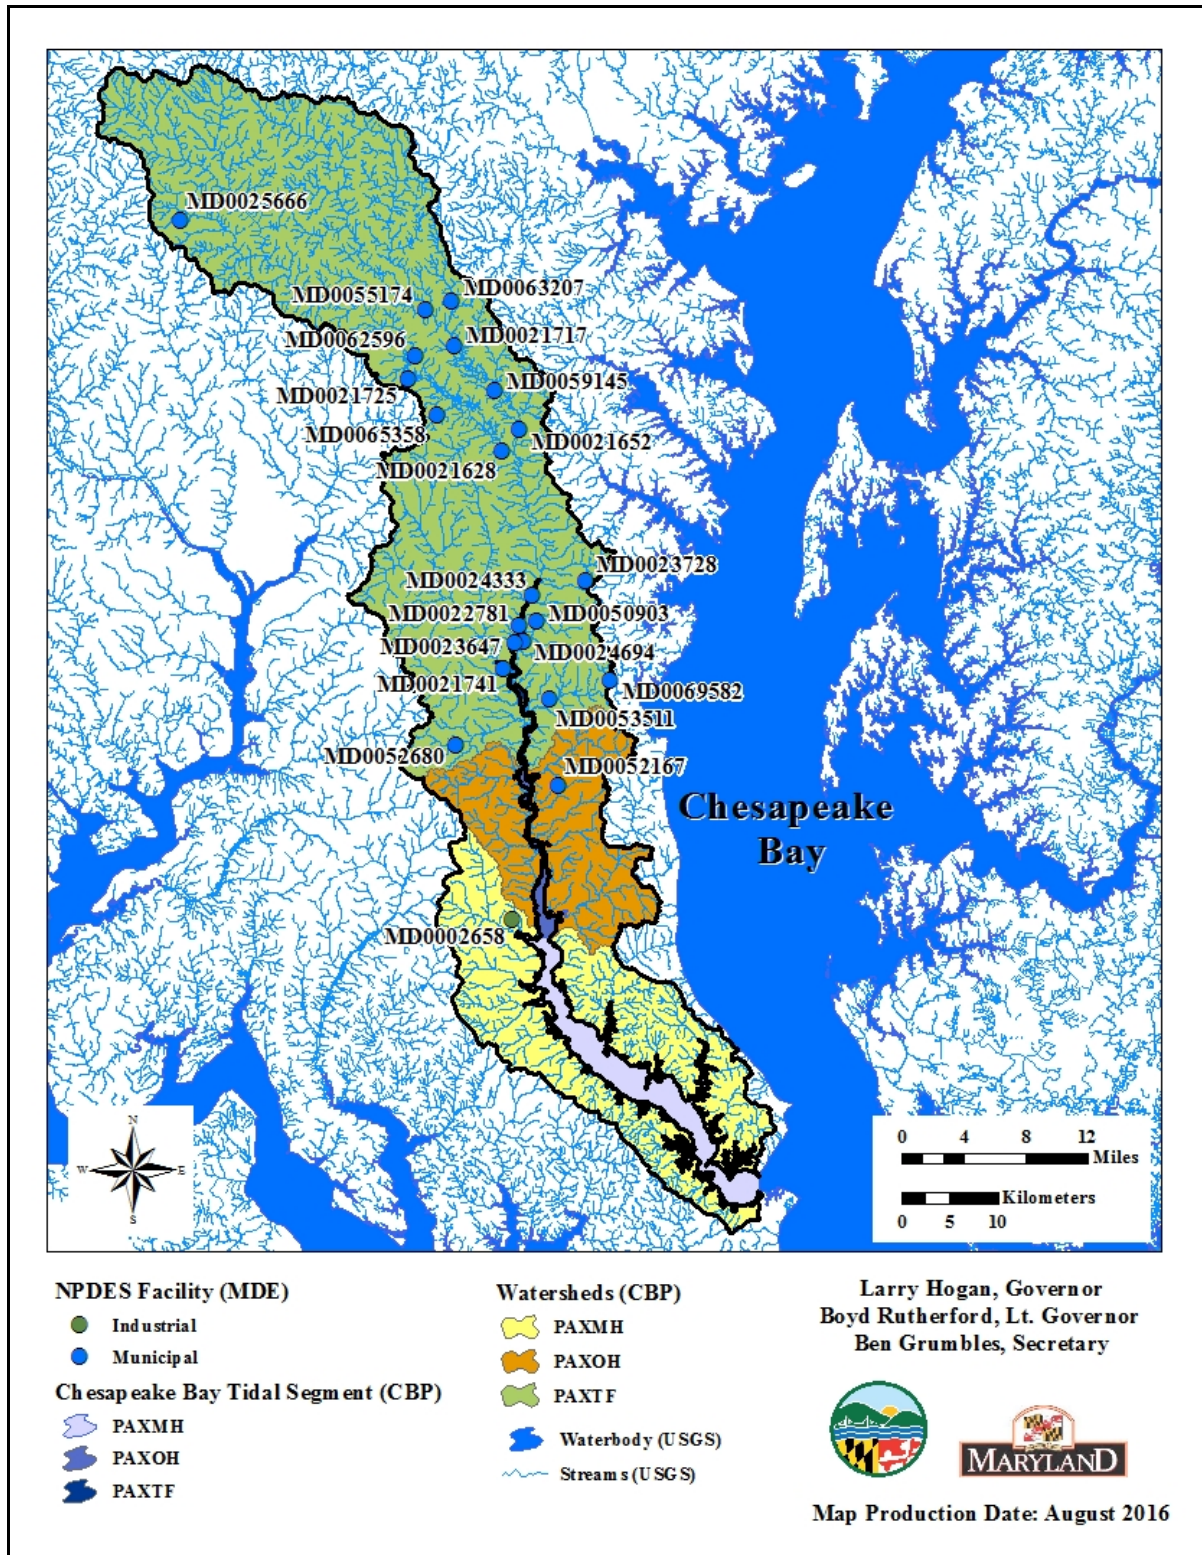 MD0025666
MD0055174
MD0063207
MD0062596
MD0021717
MD0059145
MD0021725
MD0065358
MD0021652
MD0021628
MD0023728
MD0024333
MD0022781
MD0050903
MD0023647
MD0024694
MD0021741
MD0069582
MD0053511
MD0052680
MD0052167
Chesapeake
Bay
MD0002658
N
W
E
S
0 4 8 12
Miles
Kilometers
0 5 10
NPDES Facility (MDE)
Industrial
Municipal
Chesapeake Bay Tidal Segment (CBP)
PAXMH
PAXOH
PAXTF
Watersheds (CBP)
PAXMH
PAXOH
PAXTF
Waterbody (USGS)
Streams (USGS)
Larry Hogan, Governor
Boyd Rutherford, Lt. Governor
Ben Grumbles, Secretary
MARYLAND
Map Production Date: August 2016